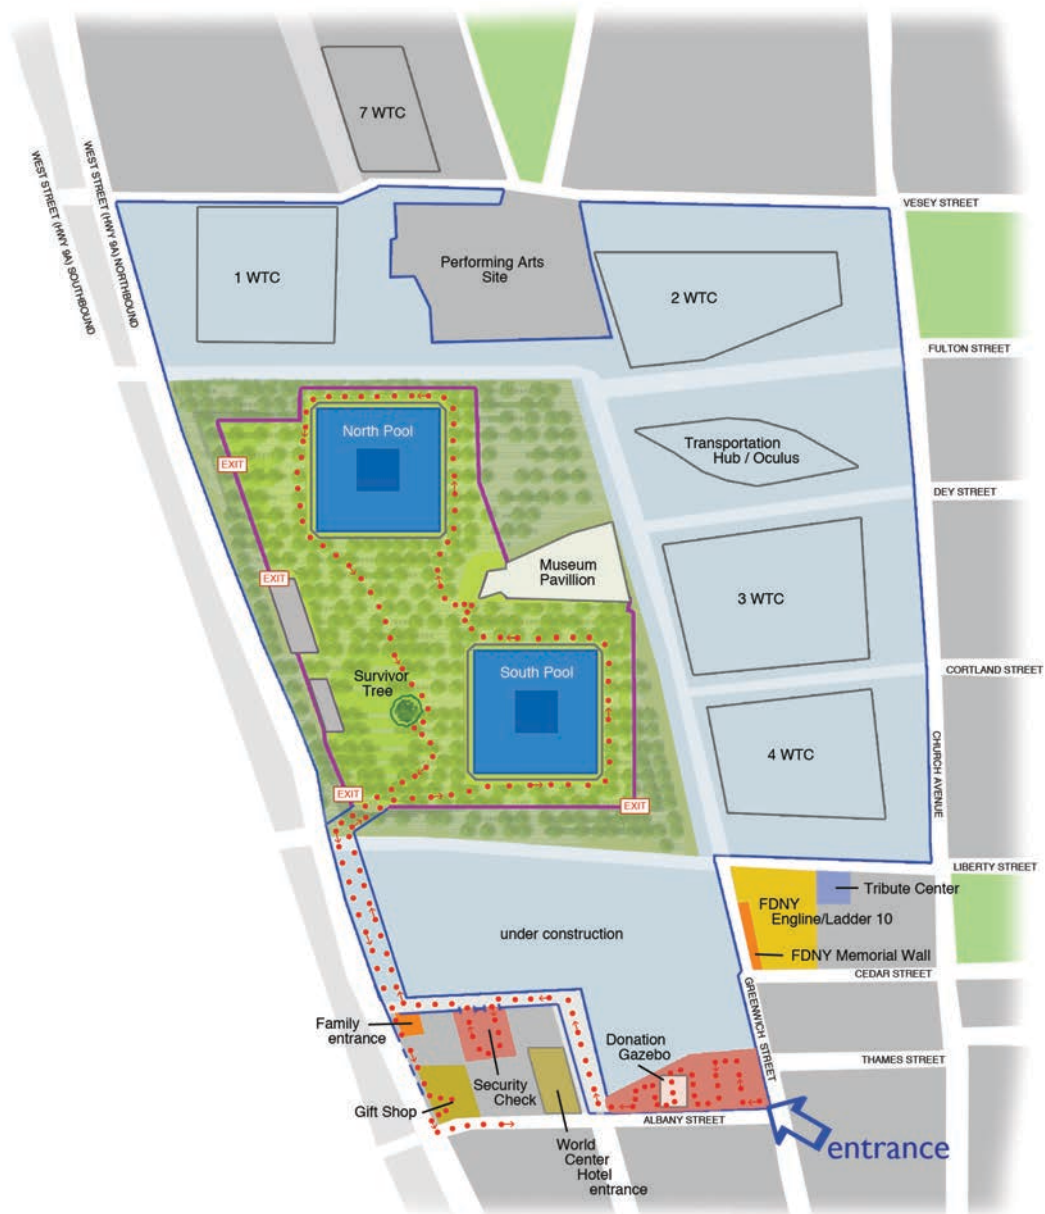 7 WTC
WEST STREET (HWY 9A) SOUTHBOUND
WEST STREET (HWY 9A) NORTHBOUND
VESEY STREET
1 WTC
Performing Arts
Site
2 WTC
FULTON STREET
North Pool
EXIT
Transportation
Hub / Oculus
DEY STREET
EXIT
Museum
Pavillion
3 WTC
CORTLAND STREET
Survivor
Tree
South Pool
4 WTC
CHURCH AVENUE
EXIT
EXIT
LIBERTY STREET
Tribute Center
FDNY
Engline/Ladder 10
under construction
FDNY Memorial Wall
CEDAR STREET
GREENWICH STREET
Family
entrance
Donation
Gazebo
THAMES STREET
Security
Check
Gift Shop
ALBANY STREET
World
Center
Hotel
entrance
entrance